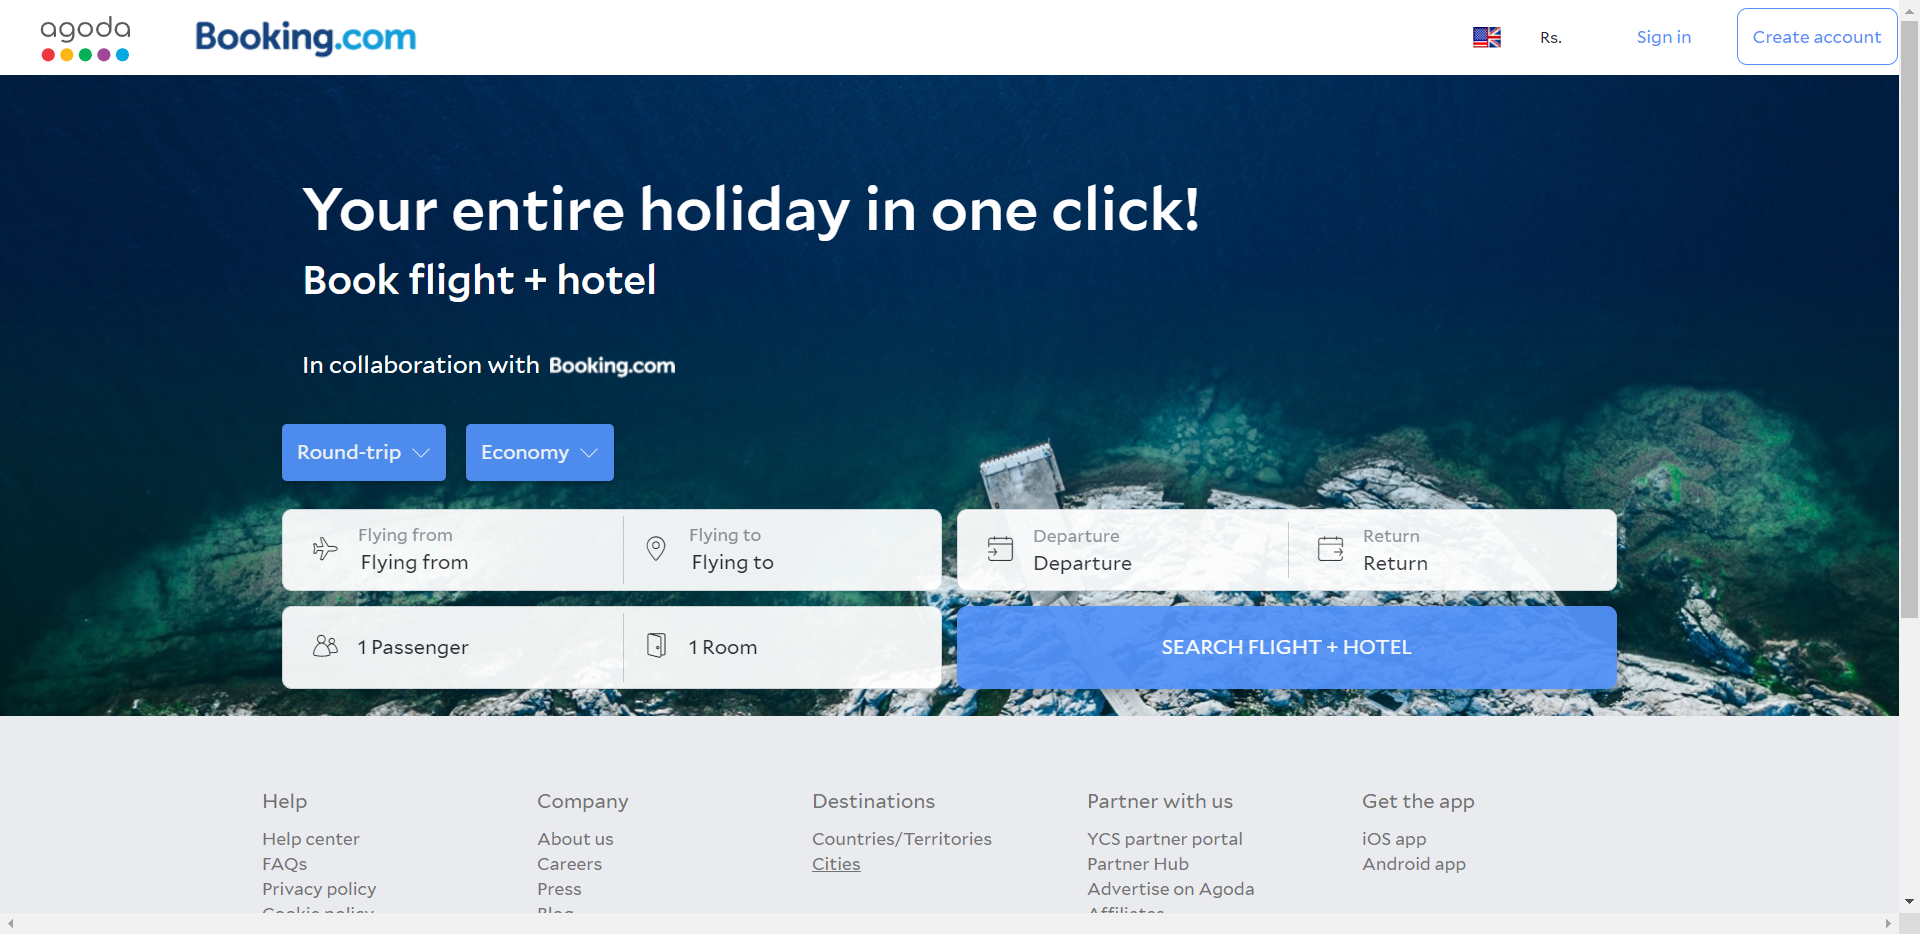 agoda
Booking.com
Rs.
Sign in
Create account
Your entire holiday in one click!
Book flight + hotel
In collaboration with Booking.com
Round-trip
Economy
Flying from
Flying from
Flying to
Flying to
Departure
Departure
Return
Return
1 Passenger
1 Room
SEARCH FLIGHT + HOTEL
Help
Help center
FAQs
Privacy policy
Cookie policy
Company
About us
Careers
Press
Blog
Destinations
Countries/Territories
Cities
Partner with us
YCS partner portal
Partner Hub
Advertise on Agoda
Affiliates
Get the app
iOS app
Android app